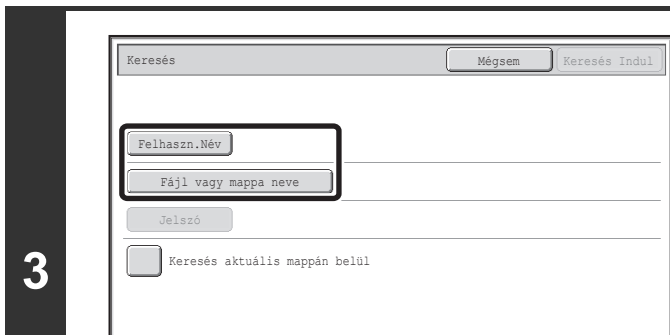 Keresés Mégsem Keresés Indul
Felhaszn.Név
Fájl vagy mappa neve
Jelszó
Keresés aktuális mappán belül
3